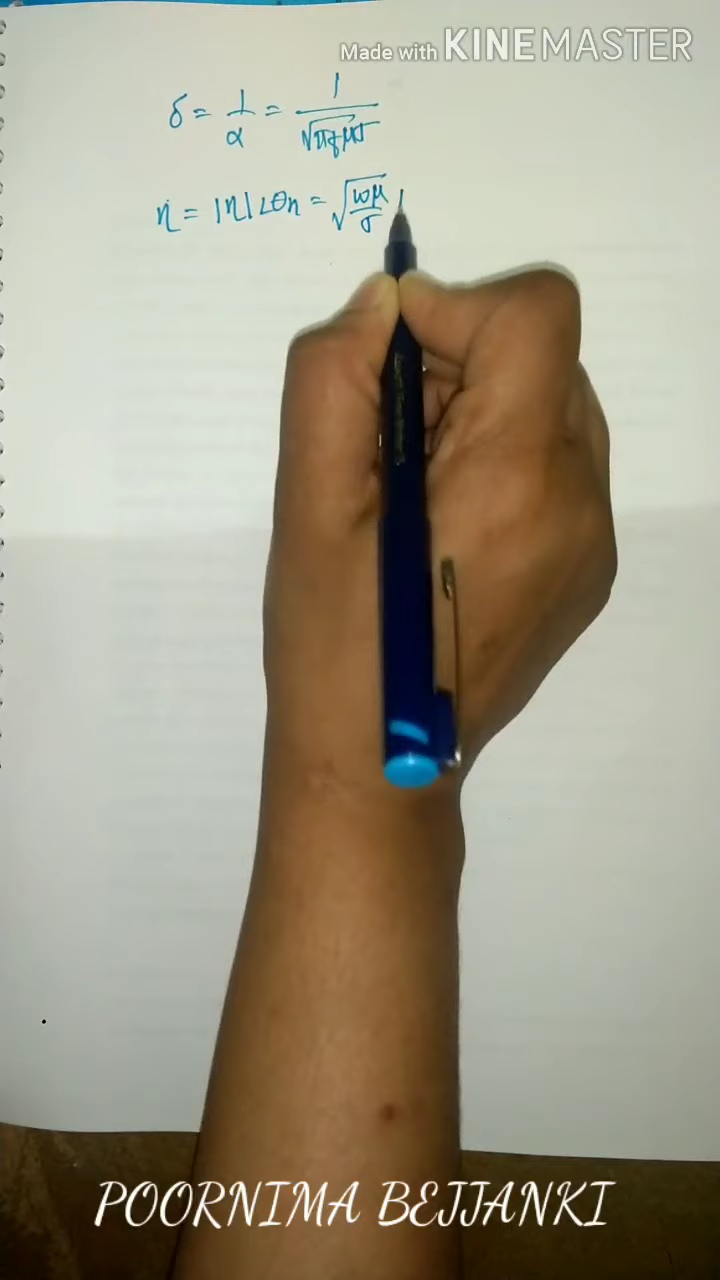 Made with KINEMASTER
δ = 1/α = 1/√πfμσ
η = |η|∠θη = √ωμ/σ
POORNIMA BEJJANKI